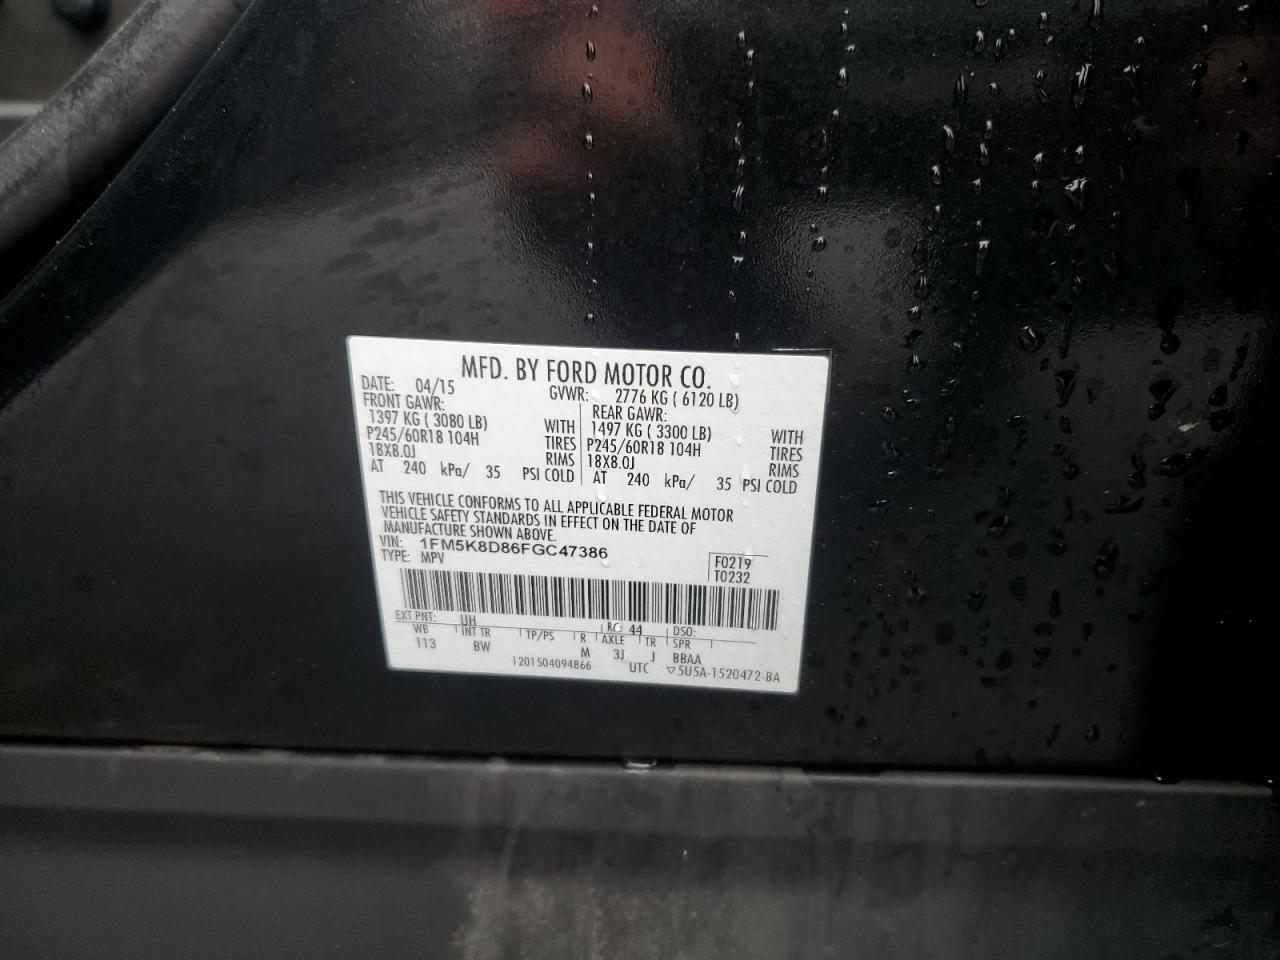 MFD. BY FORD MOTOR CO.
DATE: 04/15 GVWR: 2776 KG ( 6120 LB)
FRONT GAWR: REAR GAWR:
1397 KG ( 3080 LB) WITH 1497 KG ( 3300 LB) WITH
P245/60R18 104H TIRES P245/60R18 104H TIRES
18X8.0J RIMS 18X8.0J RIMS
AT 240 kPa/ 35 PSI COLD AT 240 kPa/ 35 PSI COLD
THIS VEHICLE CONFORMS TO ALL APPLICABLE FEDERAL MOTOR
VEHICLE SAFETY STANDARDS IN EFFECT ON THE DATE OF
MANUFACTURE SHOWN ABOVE.
VIN: 1FM5K8D86FGC47386
TYPE: MPV F0219
T0232
EXT PNT: UH RC: 44 DSO:
WB INT TR TP/PS R AXLE TR SPR
113 BW M 3J J BBAA
1201504094866 UTC ▽5U5A-1520472-BA